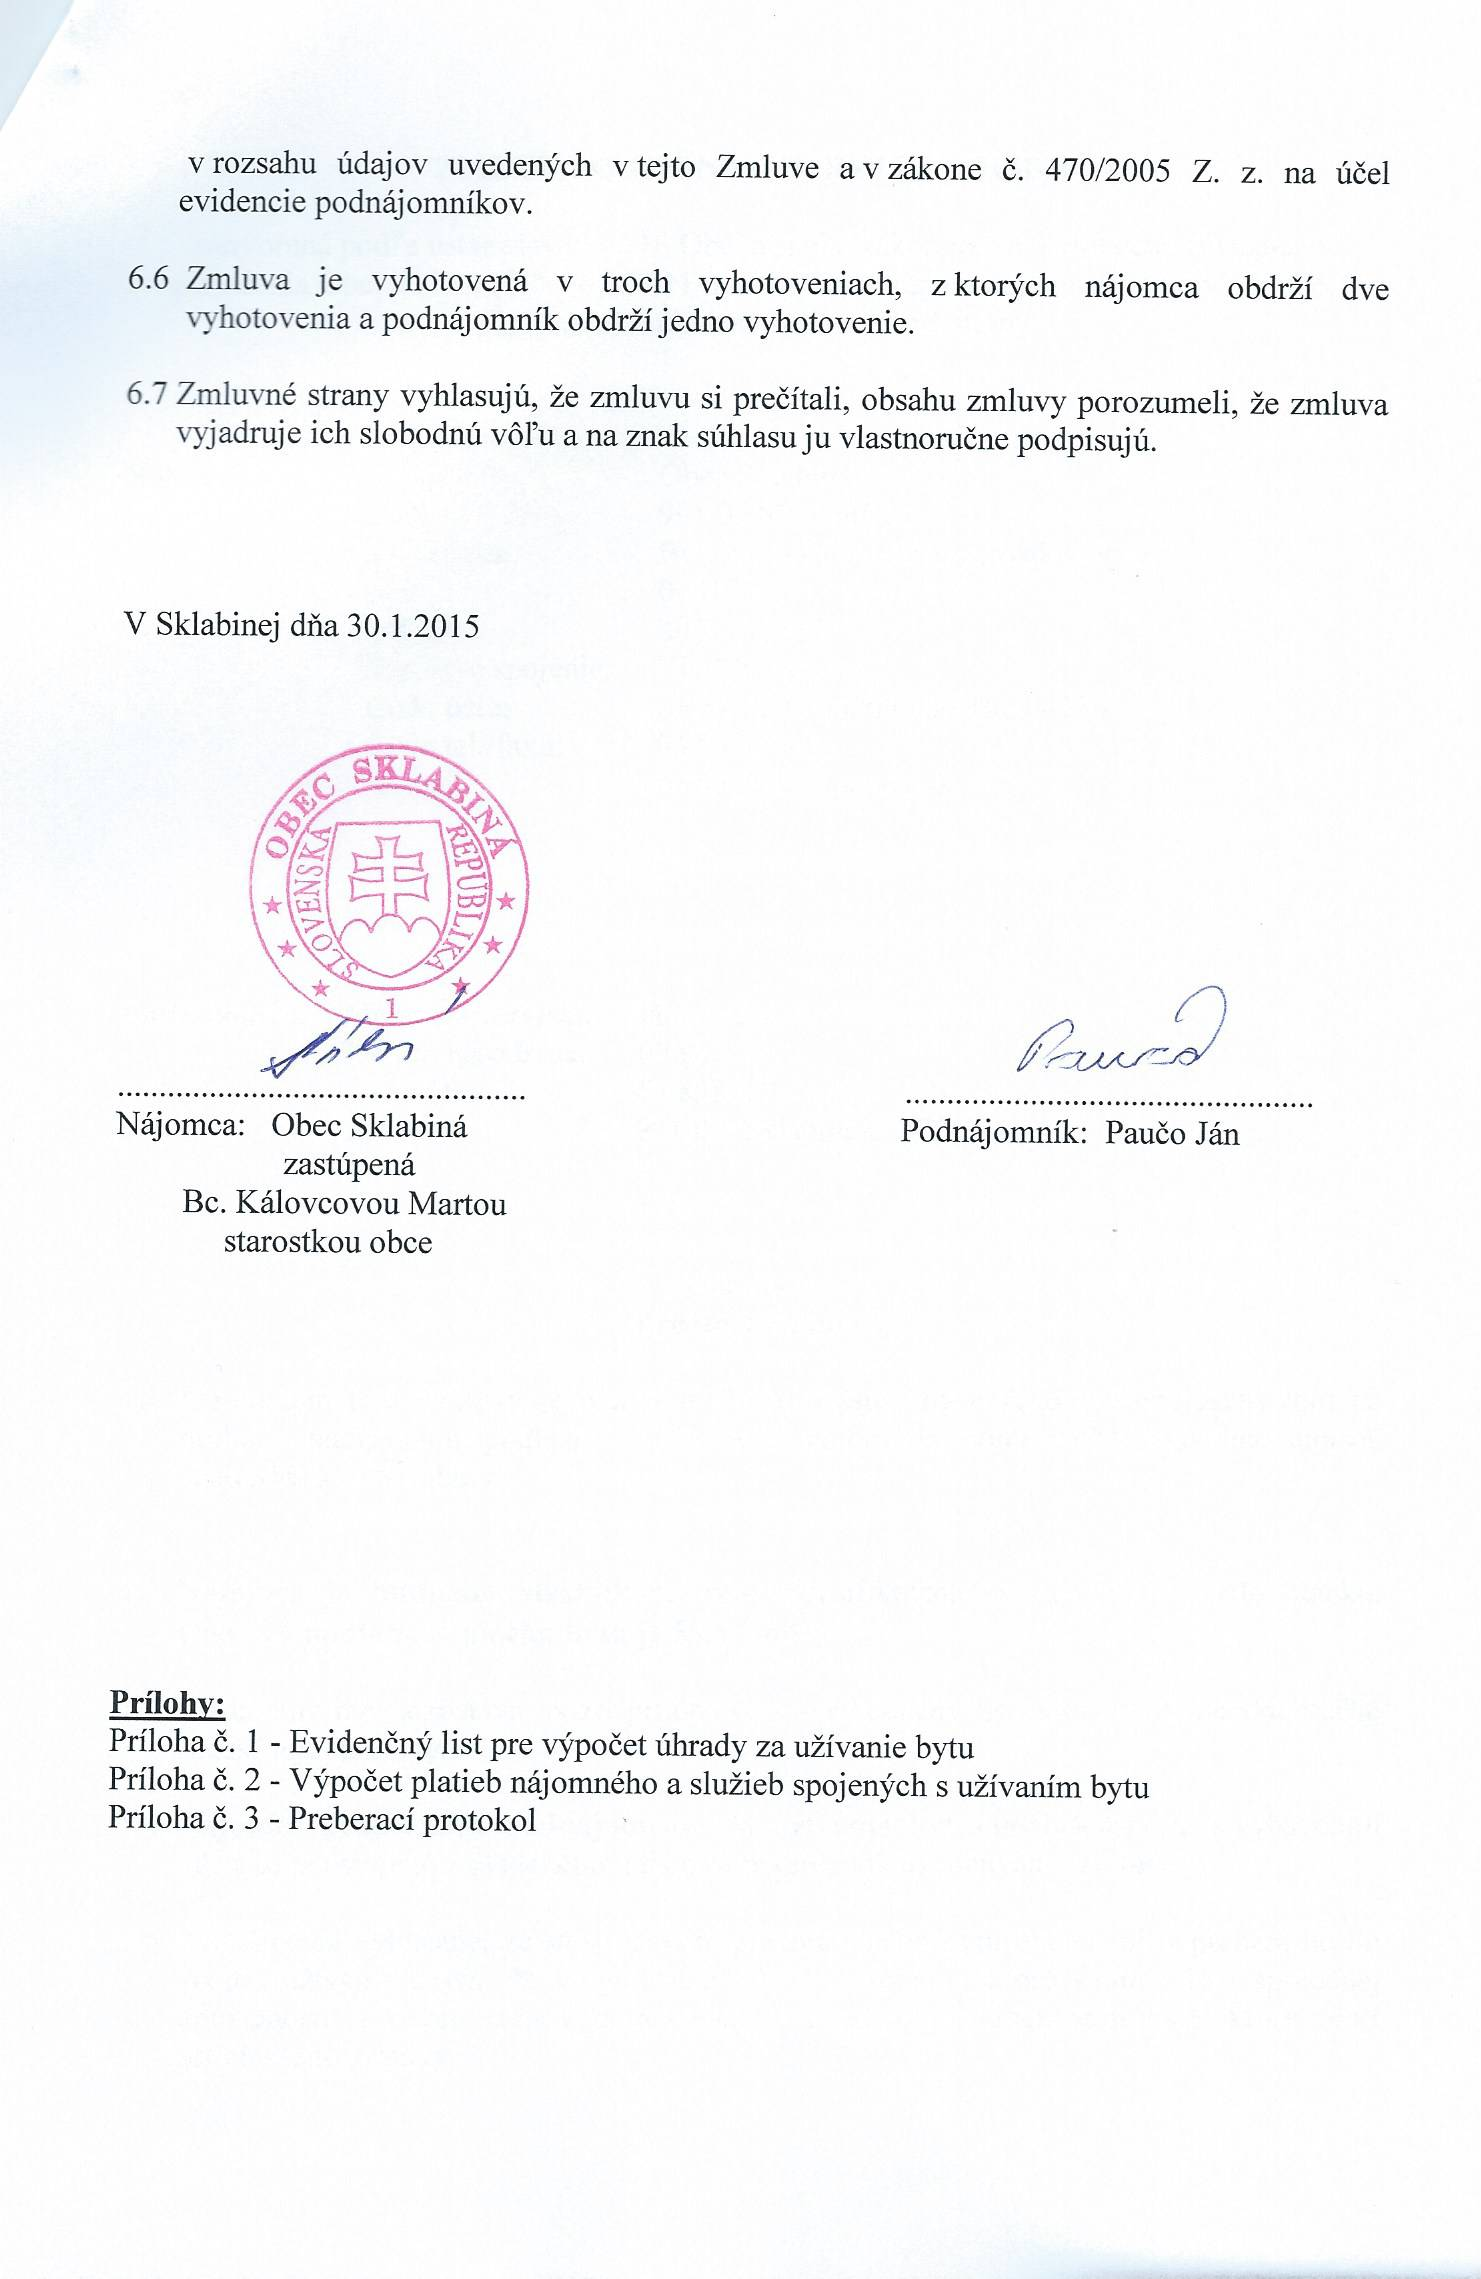 v rozsahu údajov uvedených v tejto Zmluve a v zákone č. 470/2005 Z. z. na účel
evidencie podnájomníkov.
6.6 Zmluva je vyhotovená v troch vyhotoveniach, z ktorých nájomca obdrží dve
vyhotovenia a podnájomník obdrží jedno vyhotovenie.
6.7 Zmluvné strany vyhlasujú, že zmluvu si prečítali, obsahu zmluvy porozumeli, že zmluva
vyjadruje ich slobodnú vôľu a na znak súhlasu ju vlastnoručne podpisujú.
V Sklabinej dňa 30.1.2015
OBEC SKLABINÁ
SLOVENSKÁ REPUBLIKA
1
Nájomca: Obec Sklabiná
zastúpená
Bc. Kálovcovou Martou
starostkou obce
Podnájomník: Paučo Ján
Prílohy:
Príloha č. 1 - Evidenčný list pre výpočet úhrady za užívanie bytu
Príloha č. 2 - Výpočet platieb nájomného a služieb spojených s užívaním bytu
Príloha č. 3 - Preberací protokol